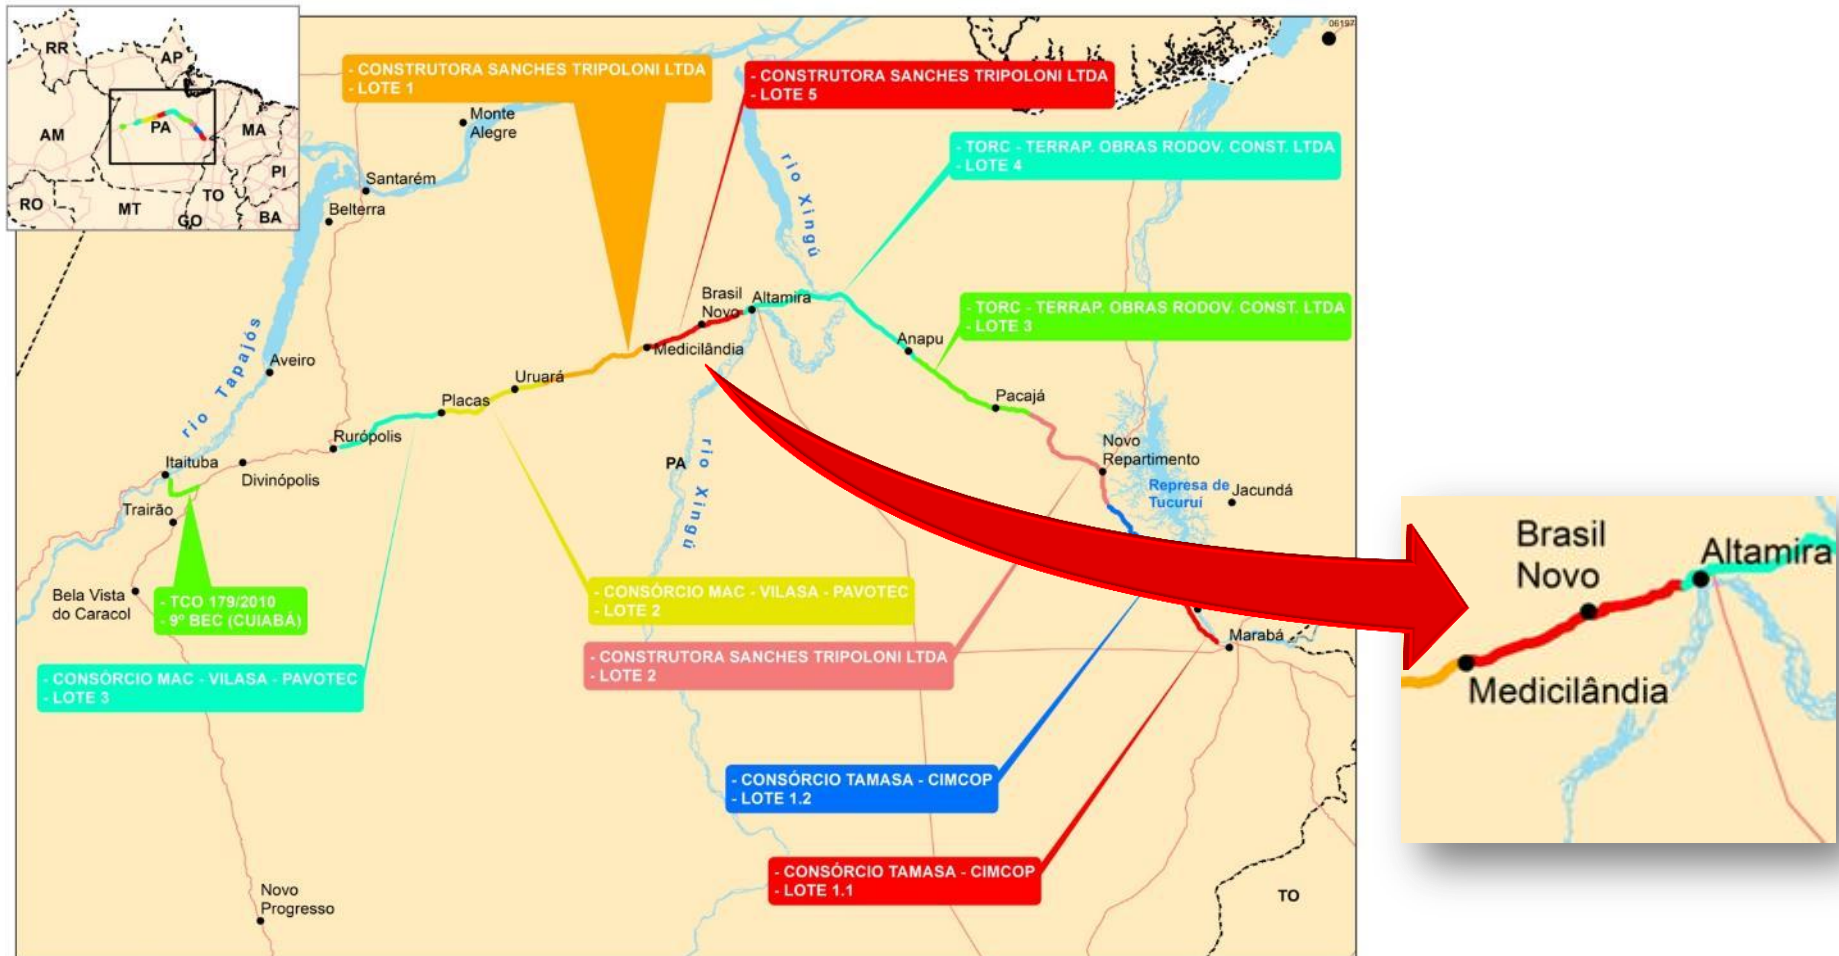 RR
AP
AM
PA
MA
PI
TO
RO
MT
GO
BA
06197
- CONSTRUTORA SANCHES TRIPOLONI LTDA
- LOTE 1
- CONSTRUTORA SANCHES TRIPOLONI LTDA
- LOTE 5
Monte
Alegre
- TORC - TERRAP. OBRAS RODOV. CONST. LTDA
- LOTE 4
Santarém
Belterra
rio Xingú
Brasil
Novo
Altamira
- TORC - TERRAP. OBRAS RODOV. CONST. LTDA
- LOTE 3
rio Tapajós
Aveiro
Medicilândia
Anapu
Uruará
Placas
Pacajá
Rurópolis
Novo
Repartimento
Itaituba
Divinópolis
PA
rio Xingú
Represa de
Tucuruí
Jacundá
Trairão
Bela Vista
do Caracol
- TCO 179/2010
- 9º BEC (CUIABÁ)
- CONSÓRCIO MAC - VILASA - PAVOTEC
- LOTE 2
Marabá
- CONSTRUTORA SANCHES TRIPOLONI LTDA
- LOTE 2
- CONSÓRCIO MAC - VILASA - PAVOTEC
- LOTE 3
- CONSÓRCIO TAMASA - CIMCOP
- LOTE 1.2
- CONSÓRCIO TAMASA - CIMCOP
- LOTE 1.1
Novo
Progresso
TO
Brasil
Novo
Altamira
Medicilândia